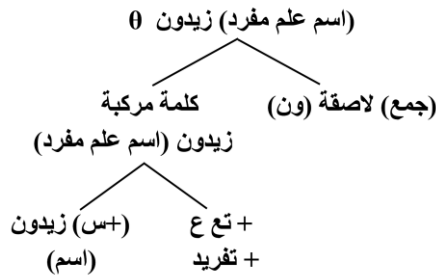 (اسم علم مفرد) زيدون θ
كلمة مركبة
زيدون (اسم علم مفرد)
(جمع) لاصقة (ون)
+ تع ع
+ تفريد
(+س) زيدون
(اسم)